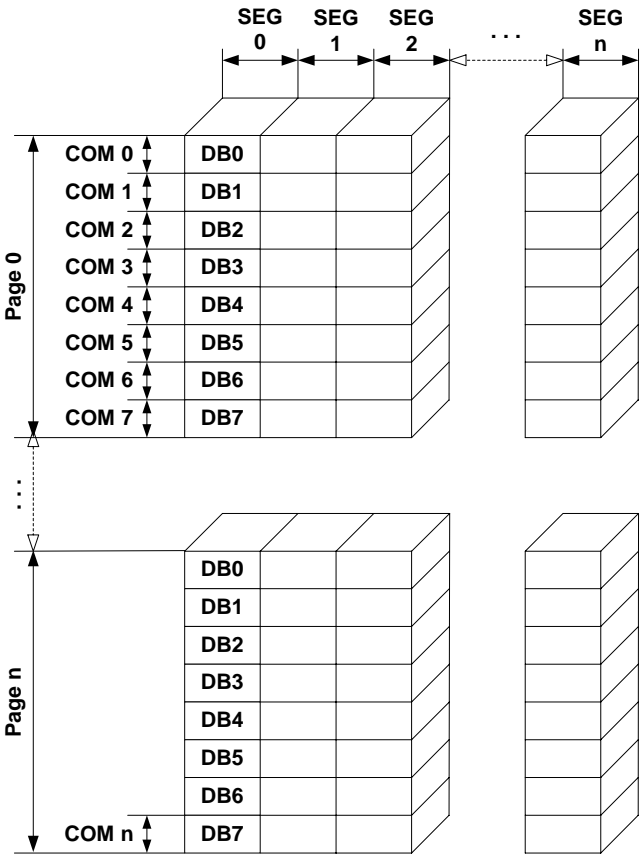 SEG 0
SEG 1
SEG 2
. . .
SEG n
Page 0
COM 0 DB0
COM 1 DB1
COM 2 DB2
COM 3 DB3
COM 4 DB4
COM 5 DB5
COM 6 DB6
COM 7 DB7
. . .
Page n
DB0
DB1
DB2
DB3
DB4
DB5
DB6
COM n DB7